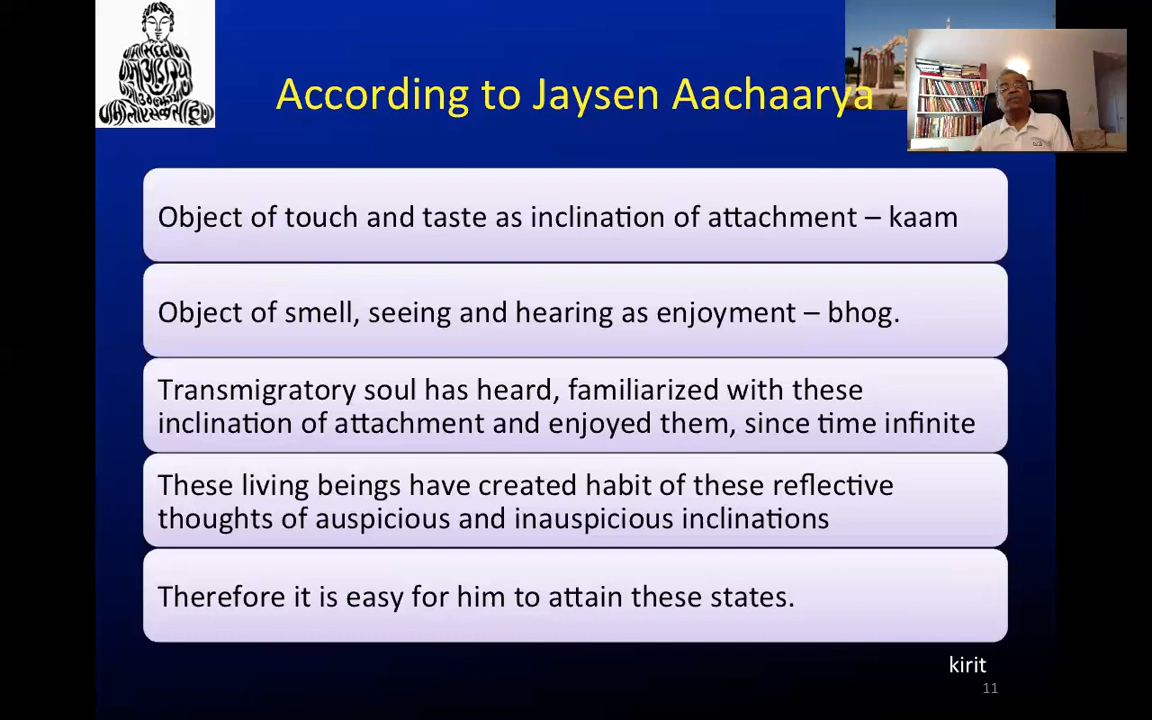 According to Jaysen Aachaarya
Object of touch and taste as inclination of attachment – kaam
Object of smell, seeing and hearing as enjoyment – bhog.
Transmigratory soul has heard, familiarized with these
inclination of attachment and enjoyed them, since time infinite
These living beings have created habit of these reflective
thoughts of auspicious and inauspicious inclinations
Therefore it is easy for him to attain these states.
kirit
11